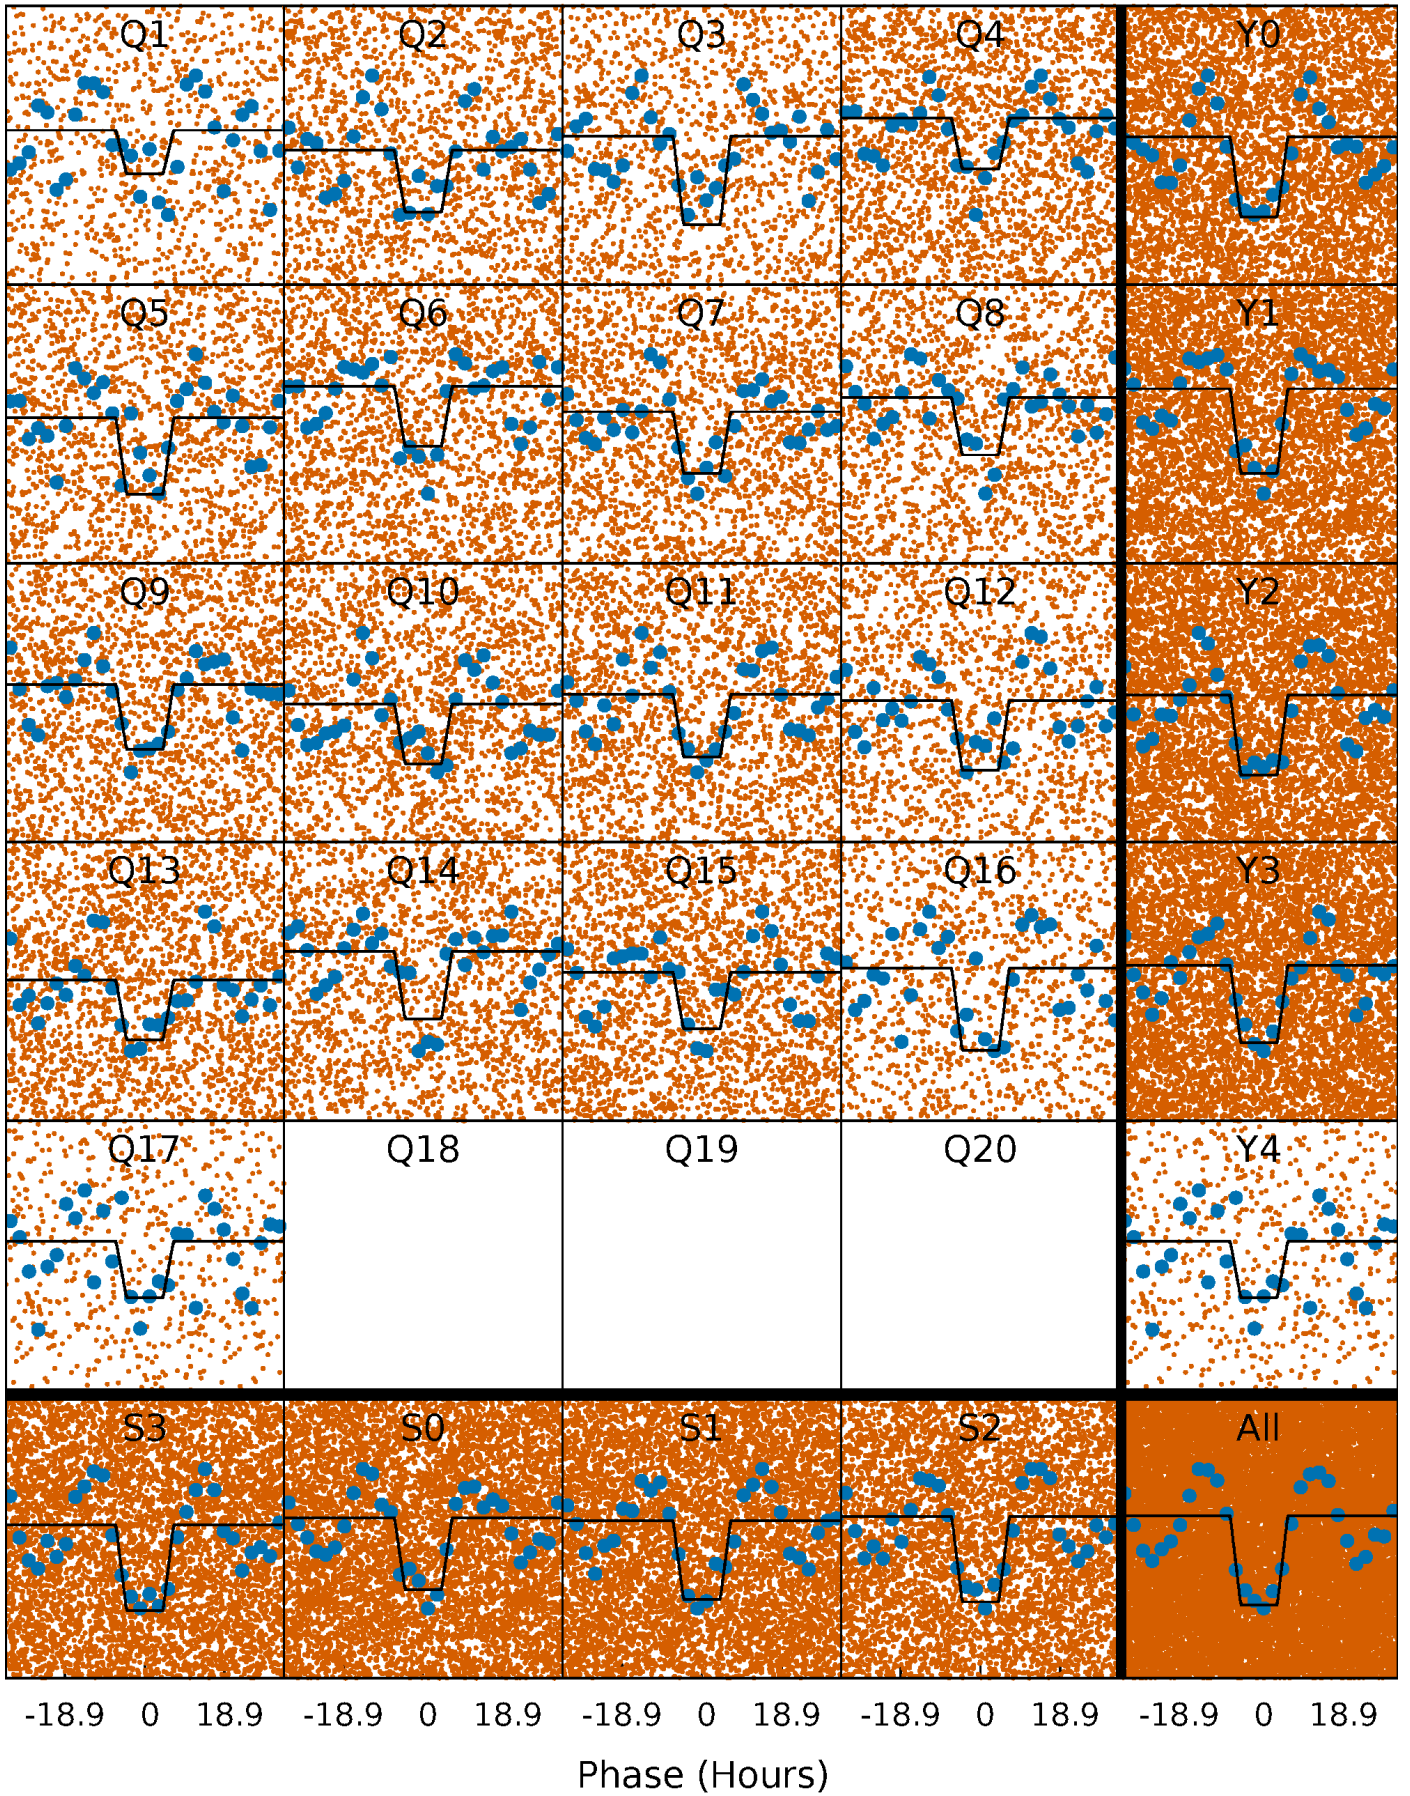 Q1 Q2 Q3 Q4 Y0
Q5 Q6 Q7 Q8 Y1
Q9 Q10 Q11 Q12 Y2
Q13 Q14 Q15 Q16 Y3
Q17 Q18 Q19 Q20 Y4
S3 S0 S1 S2 All
-18.9 0 18.9 -18.9 0 18.9 -18.9 0 18.9 -18.9 0 18.9 -18.9 0 18.9
Phase (Hours)